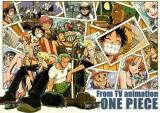 From TV animation
ONE PIECE